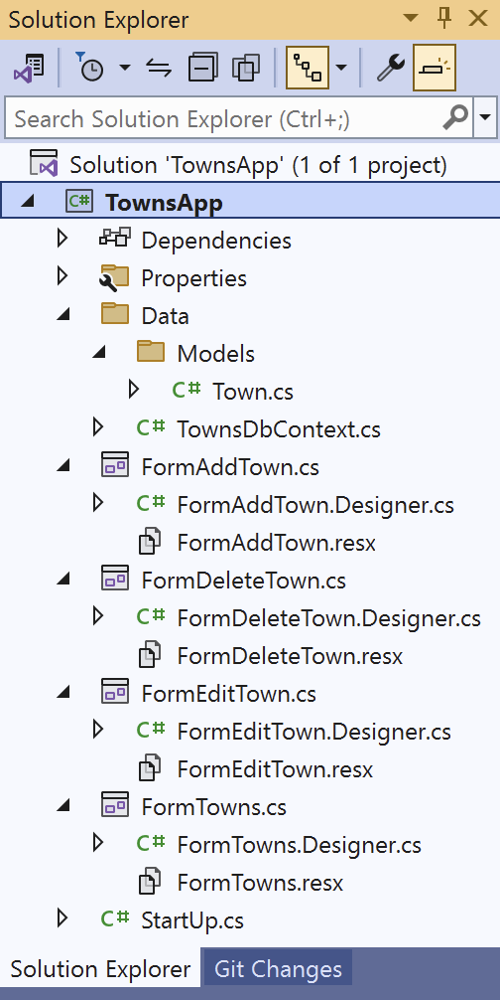 Solution Explorer
Search Solution Explorer (Ctrl+;)
Solution 'TownsApp' (1 of 1 project)
C# TownsApp
Dependencies
Properties
Data
Models
C# Town.cs
C# TownsDbContext.cs
FormAddTown.cs
C# FormAddTown.Designer.cs
FormAddTown.resx
FormDeleteTown.cs
C# FormDeleteTown.Designer.cs
FormDeleteTown.resx
FormEditTown.cs
C# FormEditTown.Designer.cs
FormEditTown.resx
FormTowns.cs
C# FormTowns.Designer.cs
FormTowns.resx
C# StartUp.cs
Solution Explorer Git Changes